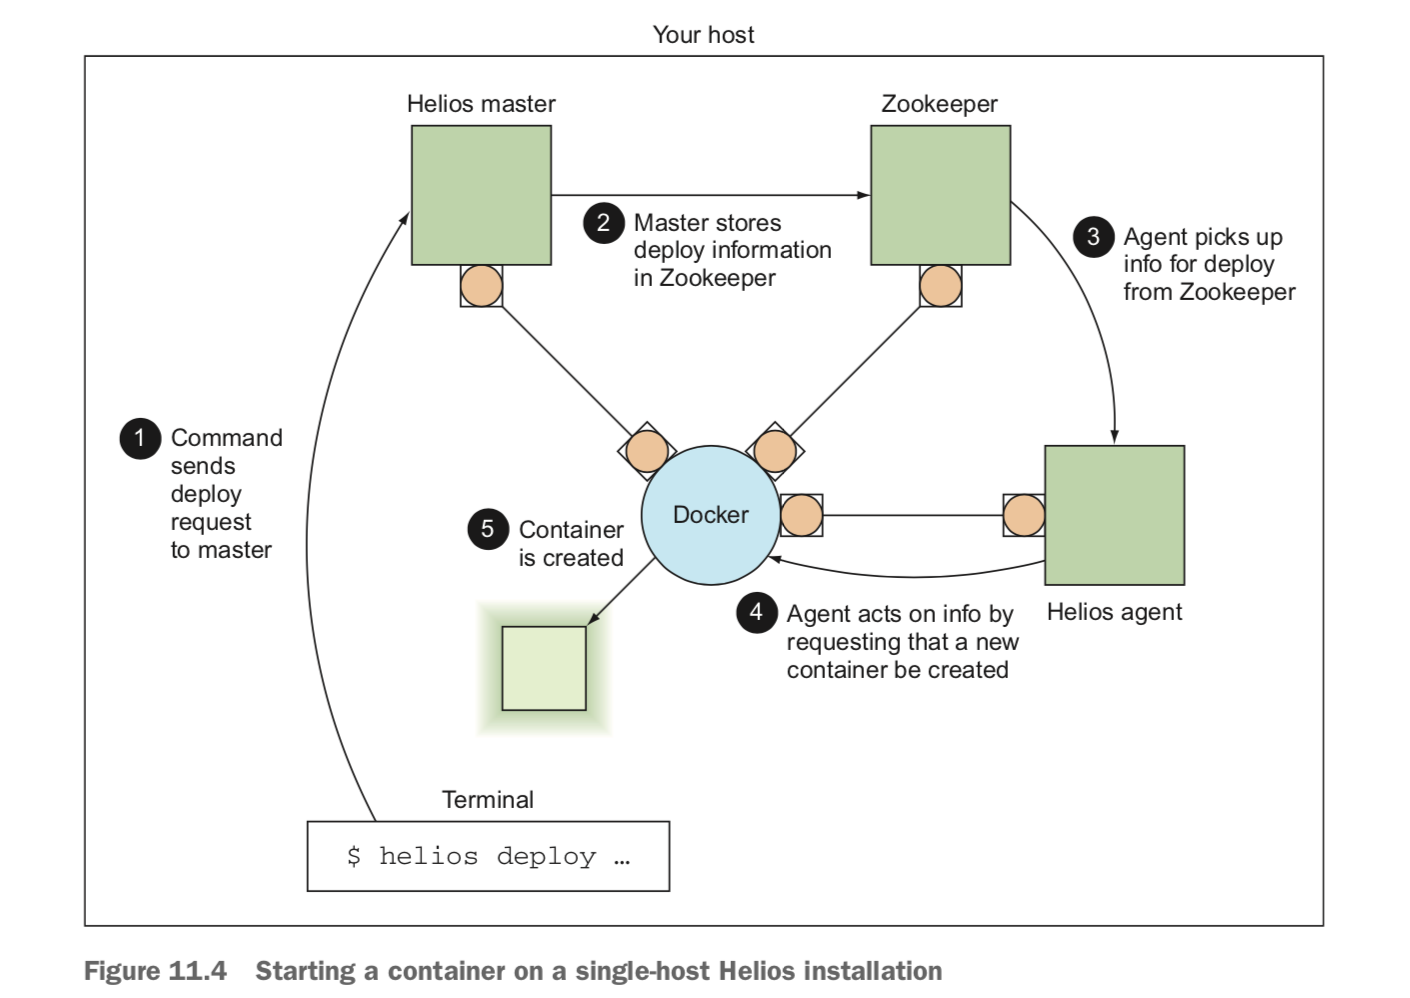 Your host
Helios master
Zookeeper
2
Master stores
deploy information
in Zookeeper
3
Agent picks up
info for deploy
from Zookeeper
1
Command
sends
deploy
request
to master
Docker
5
Container
is created
4
Agent acts on info by
requesting that a new
container be created
Helios agent
Terminal
$ helios deploy …
Figure 11.4 Starting a container on a single-host Helios installation